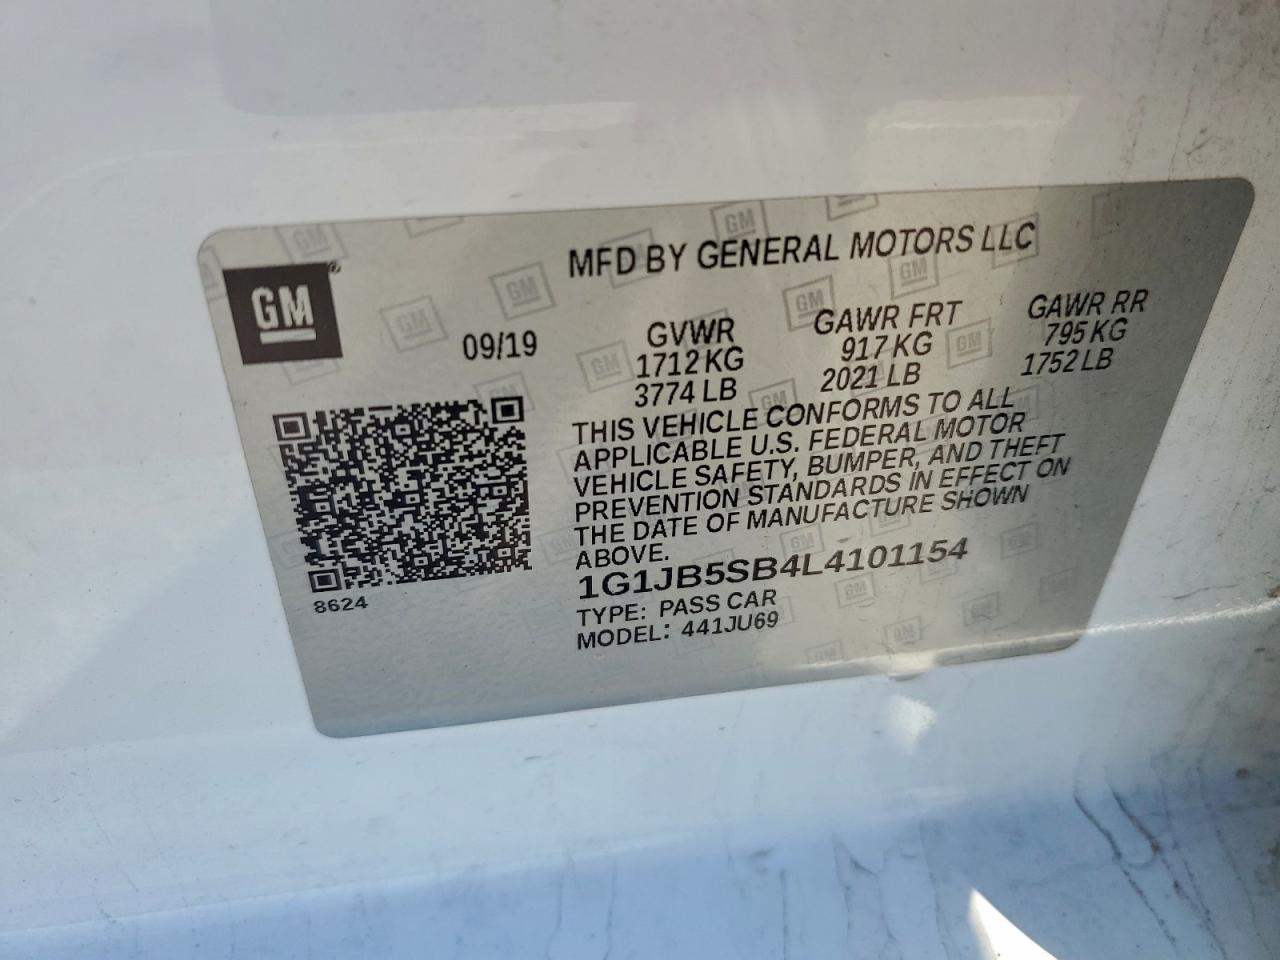 MFD BY GENERAL MOTORS LLC
GM
09/19
GVWR
1712 KG
3774 LB
GAWR FRT
917 KG
2021 LB
GAWR RR
795 KG
1752 LB
THIS VEHICLE CONFORMS TO ALL
APPLICABLE U.S. FEDERAL MOTOR
VEHICLE SAFETY, BUMPER, AND THEFT
PREVENTION STANDARDS IN EFFECT ON
THE DATE OF MANUFACTURE SHOWN
ABOVE.
1G1JB5SB4L4101154
TYPE: PASS CAR
MODEL: 441JU69
8624